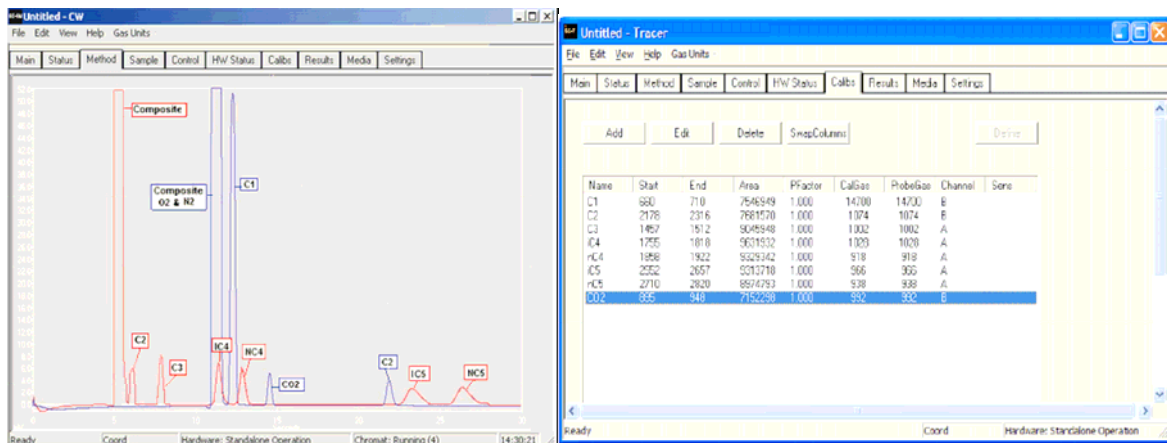 Untitled - CW
File Edit View Help Gas Units
Main Status Method Sample Control HW Status Calibs Results Media Settings
Composite
Composite
O2 & N2
C1
C2
C3
IC4
NC4
CO2
C2
IC5
NC5
Ready Coord Hardware: Standalone Operation Chromat: Running (4) 14:30:21
Untitled - Tracer
File Edit View Help Gas Units
Main Status Method Sample Control HW Status Calibs Results Media Settings
Add Edit Delete SwapColumns Define
Name Start End Area PFactor CalGas ProbeGas Channel Sens
C1 660 710 7546949 1.000 14700 14700 B
C2 2178 2316 7681570 1.000 1074 1074 B
C3 1457 1512 9045948 1.000 1002 1002 A
iC4 1755 1818 9631932 1.000 1028 1028 A
nC4 1858 1922 9329342 1.000 918 918 A
iC5 2552 2657 9313718 1.000 966 966 A
nC5 2710 2820 8974793 1.000 938 938 A
CO2 895 948 7152298 1.000 992 992 B
Ready Coord Hardware: Standalone Operation